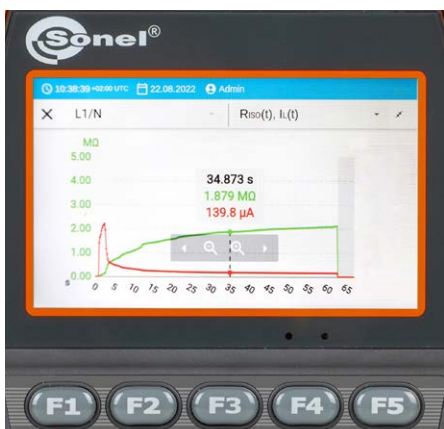 Sonel®
10:38:39 +02:00 UTC 22.08.2022 Admin
X L1/N RISO(t), IL(t)
MΩ
5.00
4.00
3.00
2.00
1.00
0.00
34.873 s
1.879 MΩ
139.8 µA
s 0 5 10 15 20 25 30 35 40 45 50 55 60 65
F1 F2 F3 F4 F5